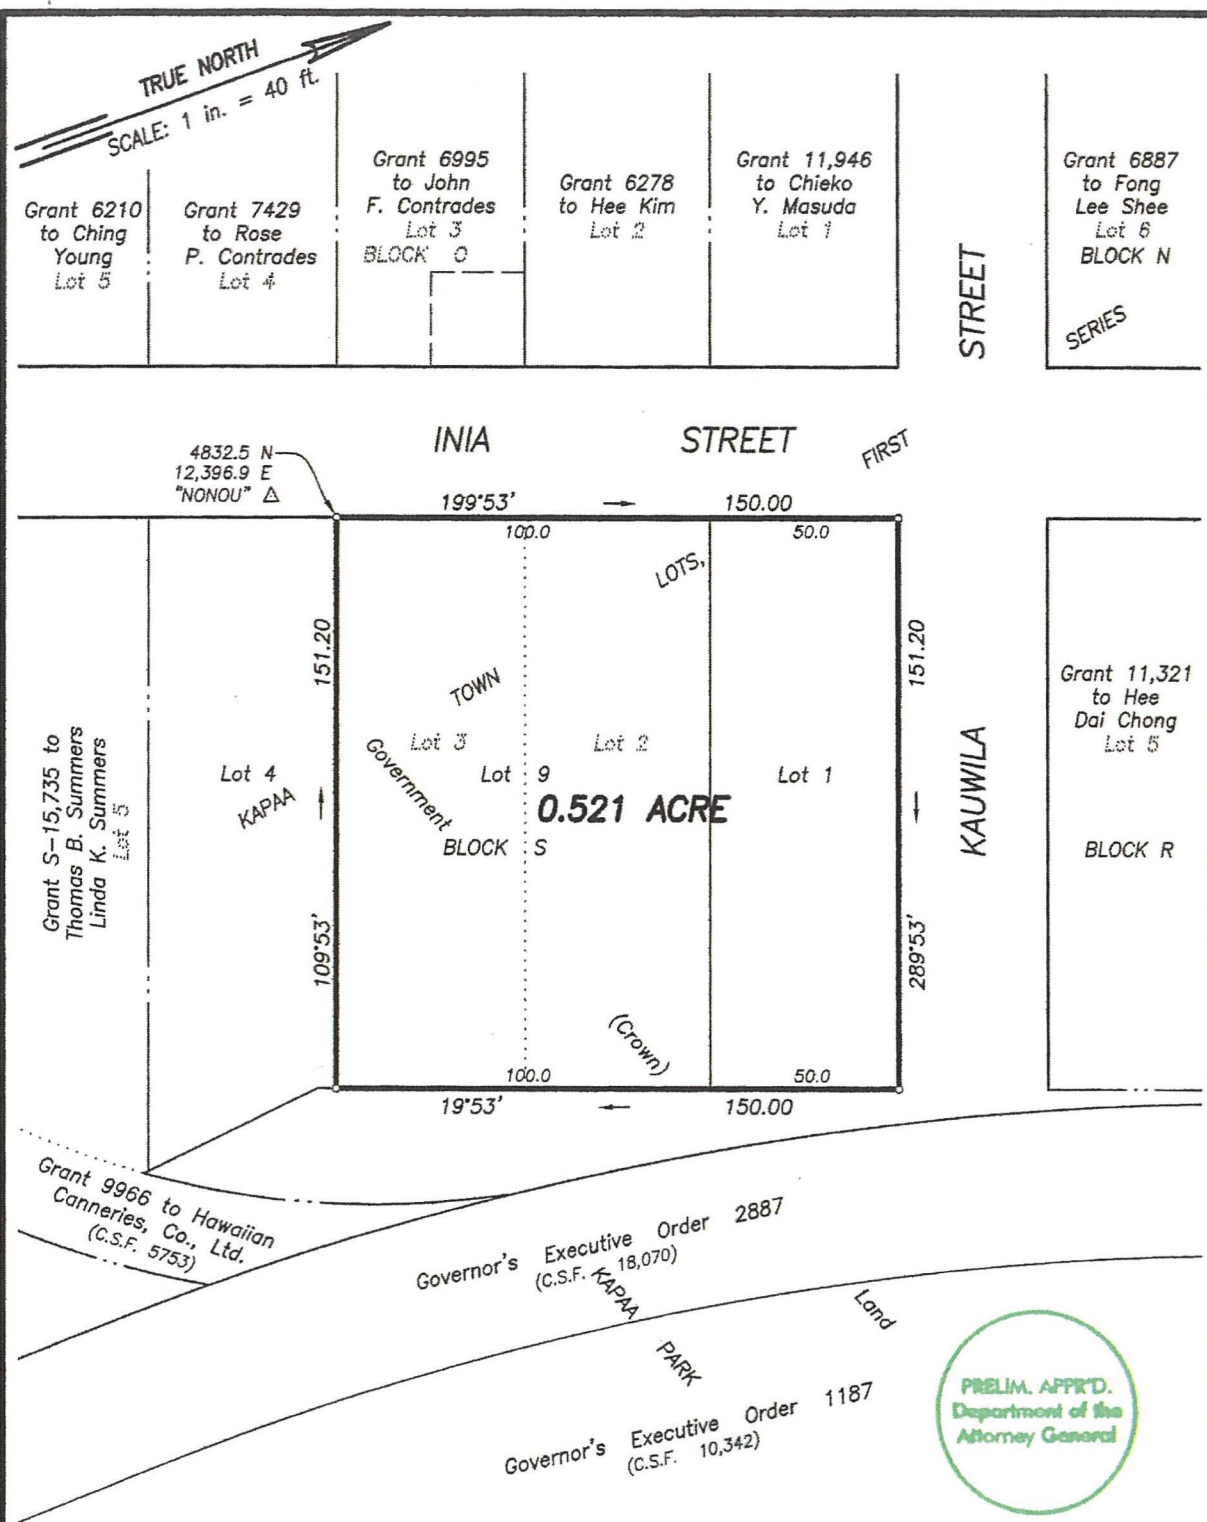 TRUE NORTH
SCALE: 1 in. = 40 ft.
Grant 6210
to Ching
Young
Lot 5
Grant 7429
to Rose
P. Contrades
Lot 4
Grant 6995
to John
F. Contrades
Lot 3
BLOCK O
Grant 6278
to Hee Kim
Lot 2
Grant 11,946
to Chieko
Y. Masuda
Lot 1
STREET
Grant 6887
to Fong
Lee Shee
Lot 6
BLOCK N
SERIES
INIA STREET
FIRST
4832.5 N
12,396.9 E
"NONOU" △
199°53' 150.00
100.0 50.0
LOTS,
TOWN
151.20
151.20
Grant S-15,735 to
Thomas B. Summers
Linda K. Summers
Lot 5
Lot 4
KAPAA
Government
Lot 3
Lot 2
Lot 9
0.521 ACRE
BLOCK S
Lot 1
KAUWILA
Grant 11,321
to Hee
Dai Chong
Lot 5
BLOCK R
109°53'
289°53'
(Crown)
100.0 50.0
19°53' 150.00
Grant 9966 to Hawaiian
Canneries, Co., Ltd.
(C.S.F. 5753)
Governor's Executive Order 2887
(C.S.F. 18,070)
KAPAA
PARK
Land
Governor's Executive Order 1187
(C.S.F. 10,342)
PRELIM. APPR'D.
Department of the
Attorney General